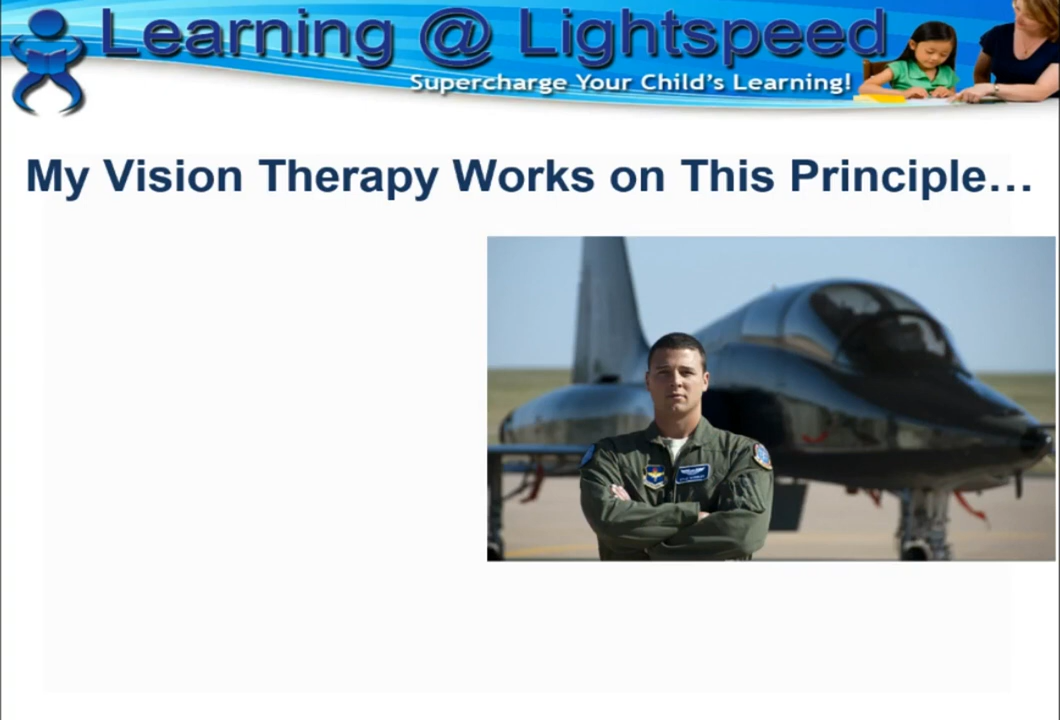 Learning @ Lightspeed
Supercharge Your Child's Learning!
My Vision Therapy Works on This Principle...